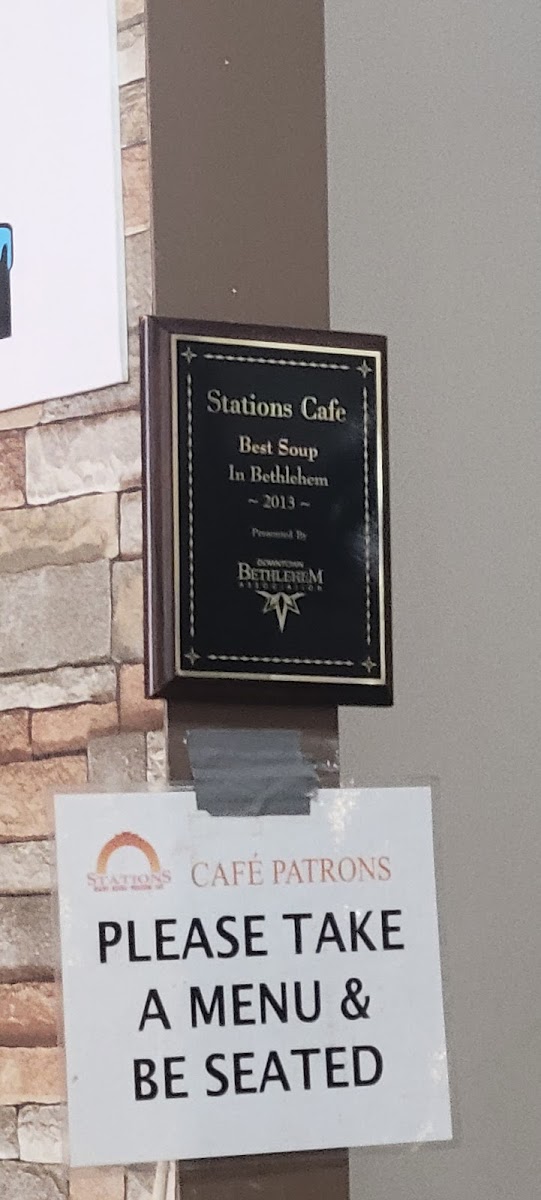 Stations Cafe
Best Soup
In Bethlehem
~ 2013 ~
Presented By
DOWNTOWN
BETHLEHEM
ASSOCIATION
STATIONS
CAFÉ PATRONS
PLEASE TAKE
A MENU &
BE SEATED